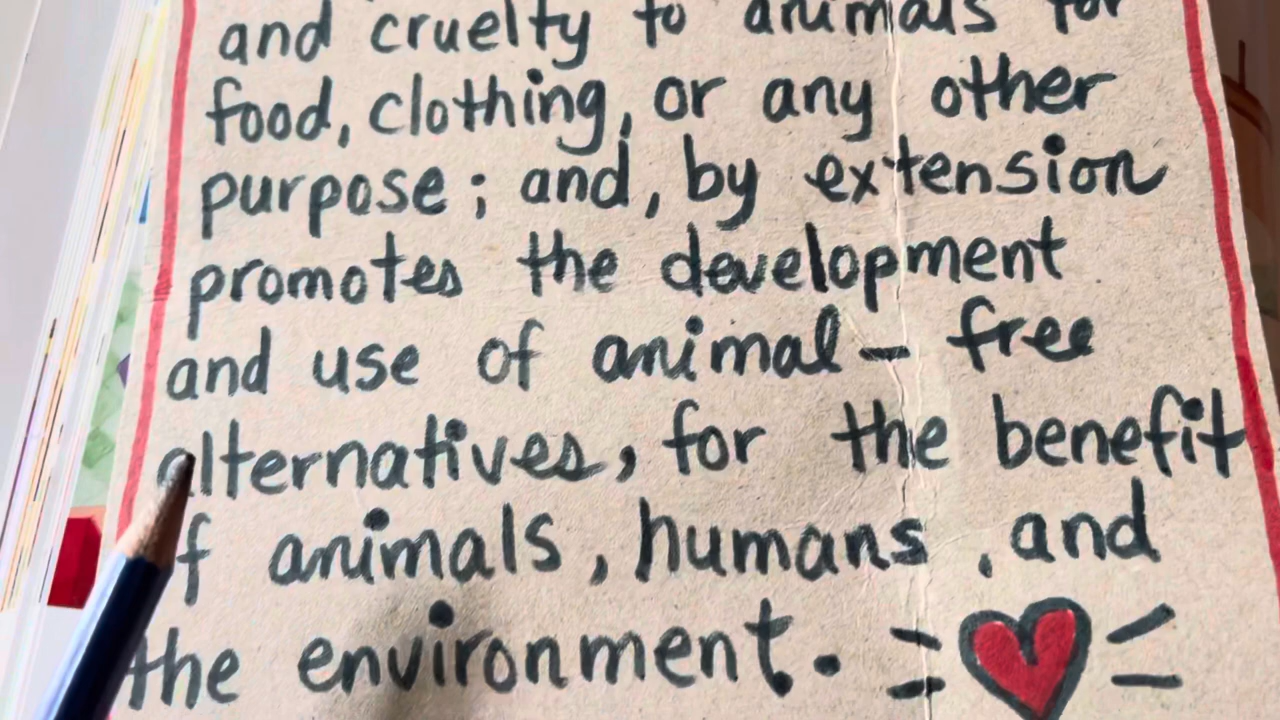 and cruelty to animals for
food, clothing, or any other
purpose; and, by extension
promotes the development
and use of animal-free
alternatives, for the benefit
of animals, humans, and
the environment.